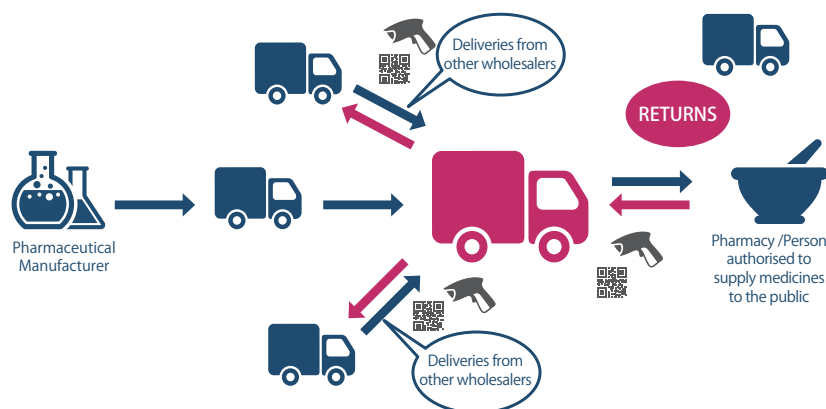 Deliveries from
other wholesalers
RETURNS
Pharmaceutical
Manufacturer
Pharmacy /Person
authorised to
supply medicines
to the public
Deliveries from
other wholesalers